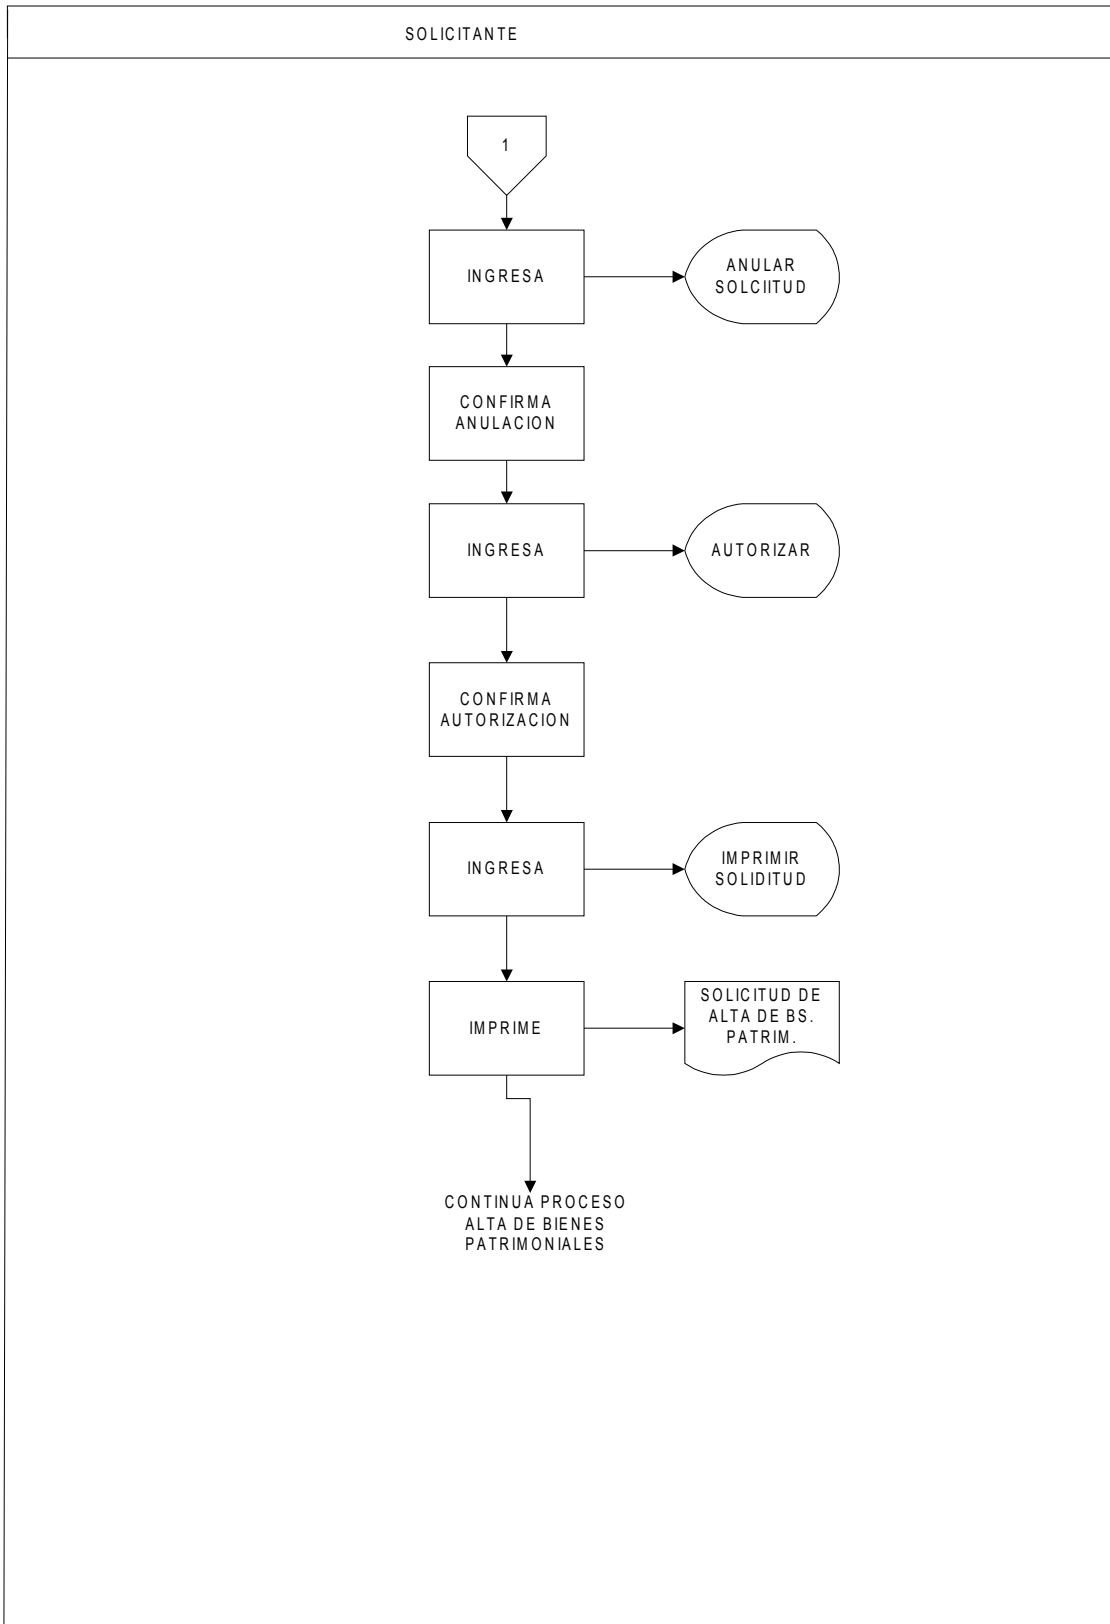 SOLICITANTE
1
INGRESA
ANULAR
SOLCIITUD
CONFIRMA
ANULACION
INGRESA
AUTORIZAR
CONFIRMA
AUTORIZACION
INGRESA
IMPRIMIR
SOLIDITUD
IMPRIME
SOLICITUD DE
ALTA DE BS.
PATRIM.
CONTINUA PROCESO
ALTA DE BIENES
PATRIMONIALES